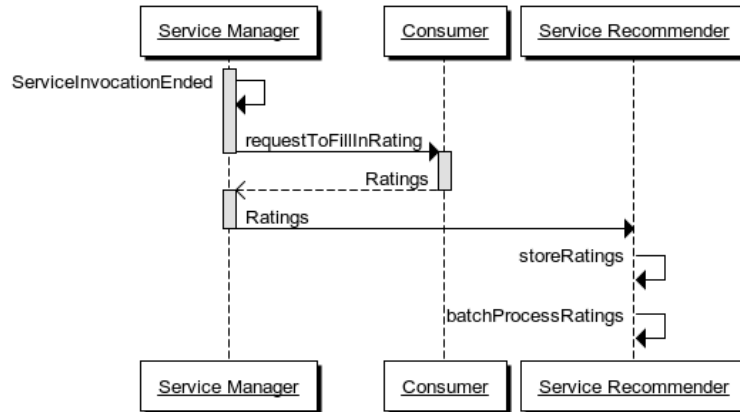 Service Manager
Consumer
Service Recommender
ServiceInvocationEnded
requestToFillInRating
Ratings
Ratings
storeRatings
batchProcessRatings
Service Manager
Consumer
Service Recommender